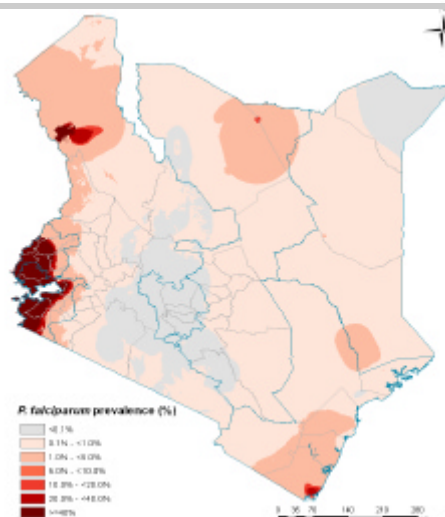 P. falciparum prevalence (%)
<0.1%
0.1% - <1.0%
1.0% - <5.0%
5.0% - <10.0%
10.0% - <20.0%
20.0% - <40.0%
>=40%
0 35 70 140 210 280